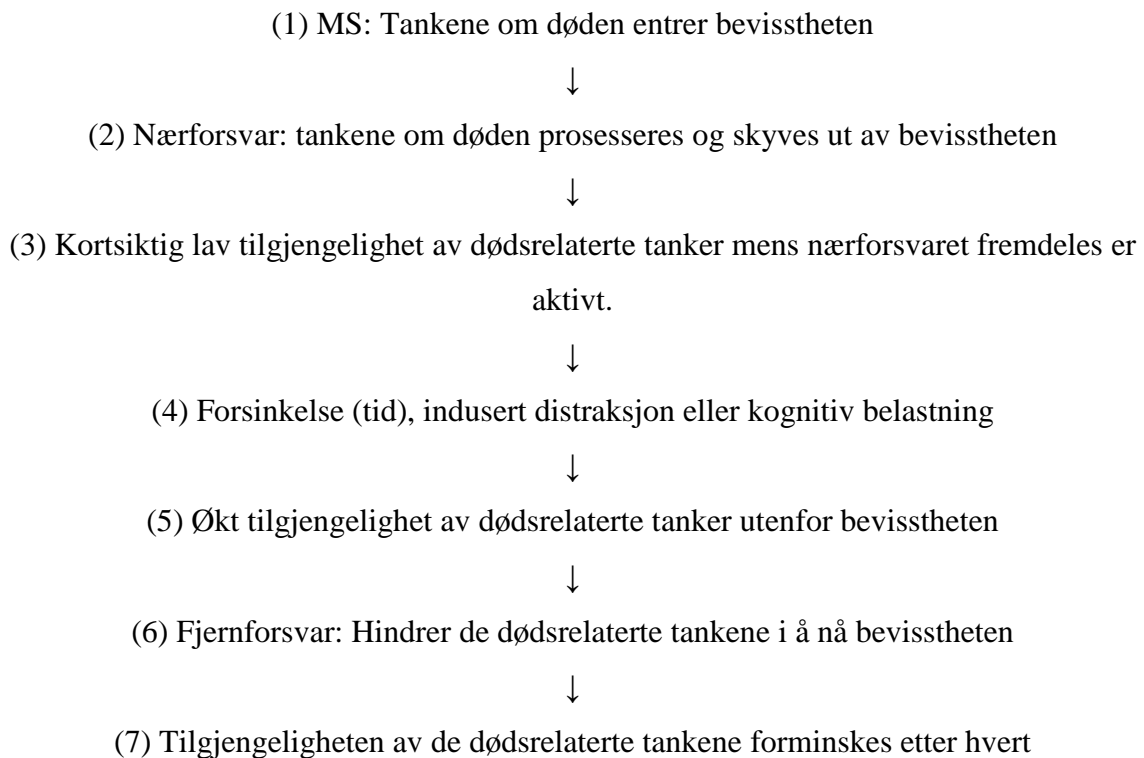 (1) MS: Tankene om døden entrer bevisstheten
↓
(2) Nærforsvar: tankene om døden prosesseres og skyves ut av bevisstheten
↓
(3) Kortsiktig lav tilgjengelighet av dødsrelaterte tanker mens nærforsvaret fremdeles er
aktivt.
↓
(4) Forsinkelse (tid), indusert distraksjon eller kognitiv belastning
↓
(5) Økt tilgjengelighet av dødsrelaterte tanker utenfor bevisstheten
↓
(6) Fjernforsvar: Hindrer de dødsrelaterte tankene i å nå bevisstheten
↓
(7) Tilgjengeligheten av de dødsrelaterte tankene forminskes etter hvert